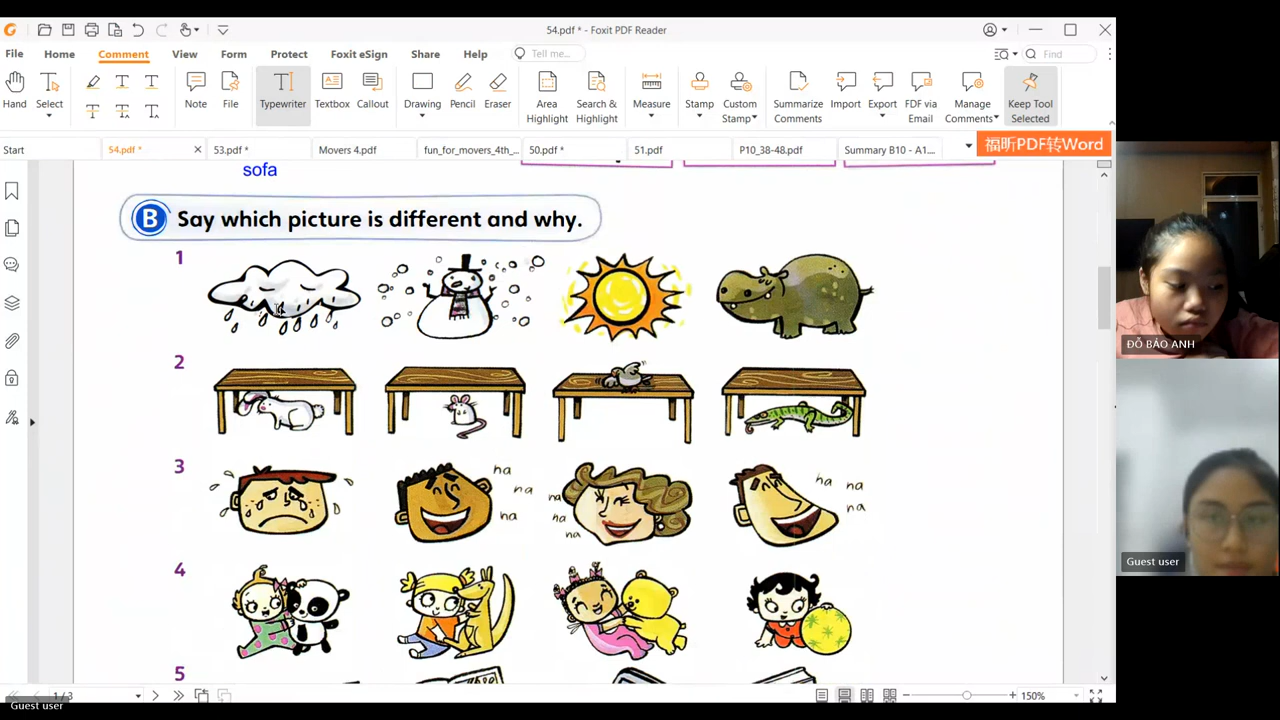 54.pdf * - Foxit PDF Reader
File Home Comment View Form Protect Foxit eSign Share Help Tell me... Find
Hand Select Note File Typewriter Textbox Callout Drawing Pencil Eraser Area Highlight Search & Highlight Measure Stamp Custom Stamp Summarize Comments Import Export FDF via Email Manage Comments Keep Tool Selected
Start 54.pdf * 53.pdf * Movers 4.pdf fun_for_movers_4th_... 50.pdf * 51.pdf P10_38-48.pdf Summary B10 - A1.... 福昕PDF转Word
sofa
B Say which picture is different and why.
1
2
3
ha ha ha
ha ha ha
ha ha ha
4
5
ĐỖ BẢO ANH
Guest user
1 / 3
150%
Guest user